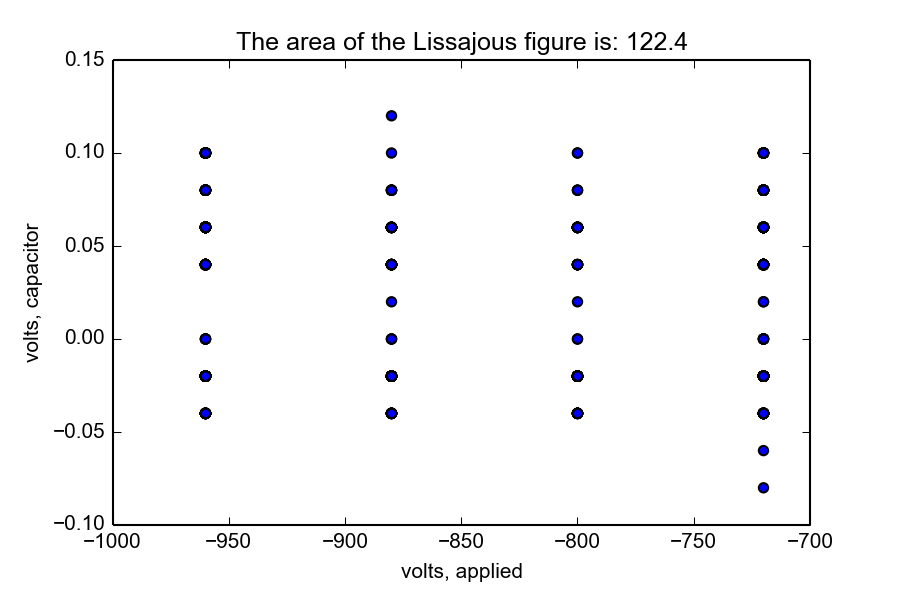 The area of the Lissajous figure is: 122.4
0.15
0.10
0.05
0.00
−0.05
−0.10
volts, capacitor
−1000 −950 −900 −850 −800 −750 −700
volts, applied